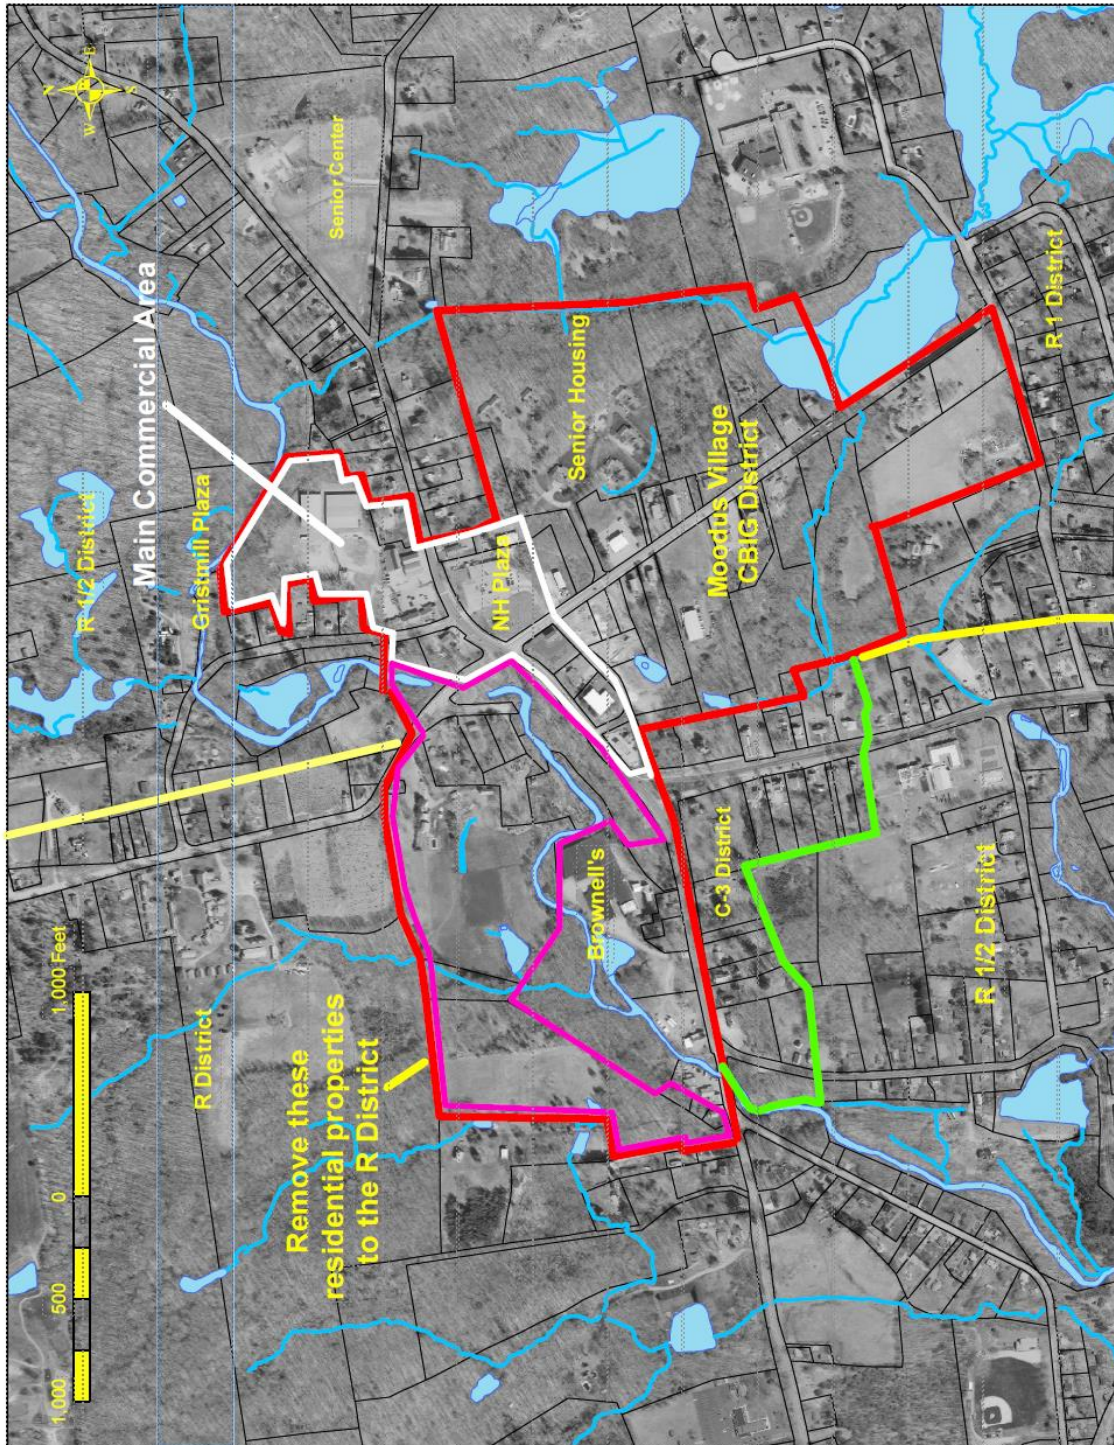 1,000 500 0 1,000 Feet
N
E
W
S
R 1/2 District
Main Commercial Area
Gristmill Plaza
R District
Senior Center
Remove these
residential properties
to the R District
NH Plaza
Senior Housing
Brownell's
Moodus Village
CBIG District
C-3 District
R 1/2 District
R 1 District